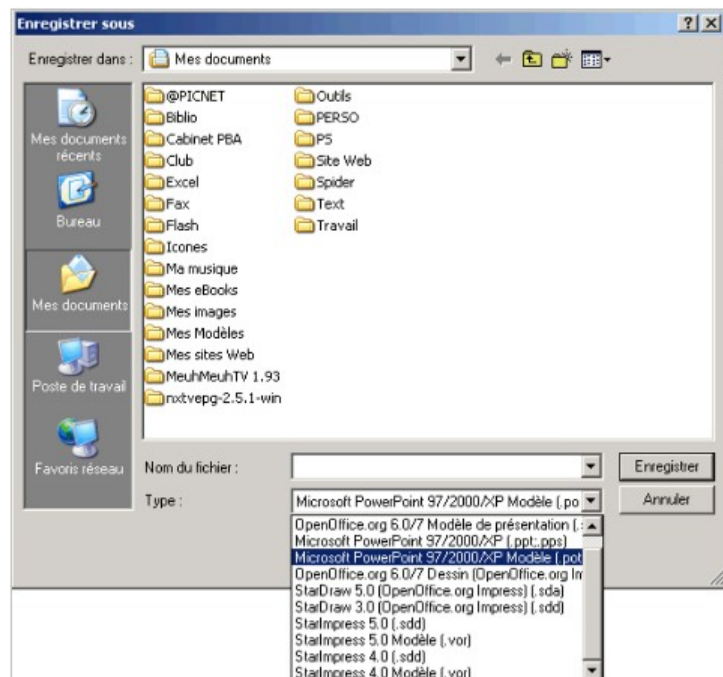 Enregistrer sous
Enregistrer dans :
Mes documents
Mes documents
récents
Bureau
Mes documents
Poste de travail
Favoris réseau
@PICNET
Biblio
Cabinet PBA
Club
Excel
Fax
Flash
Icones
Ma musique
Mes eBooks
Mes images
Mes Modèles
Mes sites Web
MeuhMeuhTV 1.93
nxtvepg-2.5.1-win
Outils
PERSO
PS
Site Web
Spider
Text
Travail
Nom du fichier :
Enregistrer
Type :
Microsoft PowerPoint 97/2000/XP Modèle (.po
Annuler
OpenOffice.org 6.0/7 Modèle de présentation (.s
Microsoft PowerPoint 97/2000/XP (.ppt;.pps)
Microsoft PowerPoint 97/2000/XP Modèle (.pot
OpenOffice.org 6.0/7 Dessin (OpenOffice.org Im
StarDraw 5.0 (OpenOffice.org Impress) (.sda)
StarDraw 3.0 (OpenOffice.org Impress) (.sdd)
StarImpress 5.0 (.sdd)
StarImpress 5.0 Modèle (.vor)
StarImpress 4.0 (.sdd)
StarImpress 4.0 Modèle (.vor)